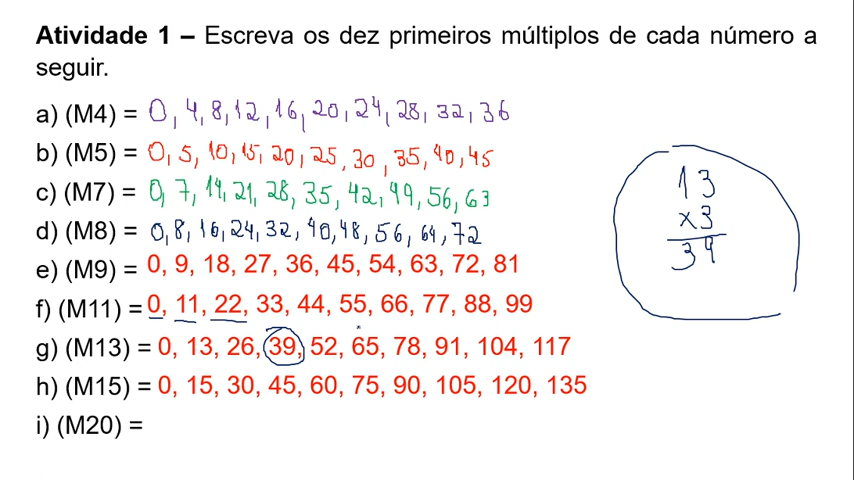 Atividade 1 – Escreva os dez primeiros múltiplos de cada número a
seguir.
a) (M4) = 0, 4, 8, 12, 16, 20, 24, 28, 32, 36
b) (M5) = 0, 5, 10, 15, 20, 25, 30, 35, 40, 45
c) (M7) = 0, 7, 14, 21, 28, 35, 42, 49, 56, 63
d) (M8) = 0, 8, 16, 24, 32, 40, 48, 56, 64, 72
e) (M9) = 0, 9, 18, 27, 36, 45, 54, 63, 72, 81
f) (M11) = 0, 11, 22, 33, 44, 55, 66, 77, 88, 99
g) (M13) = 0, 13, 26, 39, 52, 65, 78, 91, 104, 117
h) (M15) = 0, 15, 30, 45, 60, 75, 90, 105, 120, 135
i) (M20) =
13
x3
39